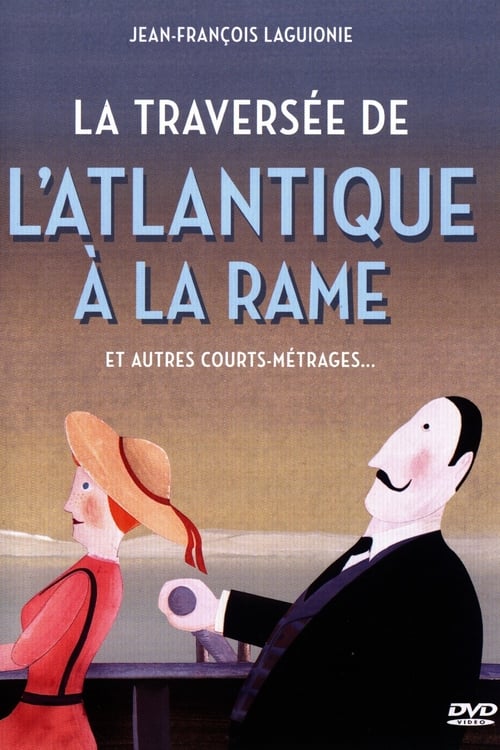 JEAN-FRANÇOIS LAGUIONIE
LA TRAVERSÉE DE
L'ATLANTIQUE
À LA RAME
ET AUTRES COURTS-MÉTRAGES...
DVD
VIDEO